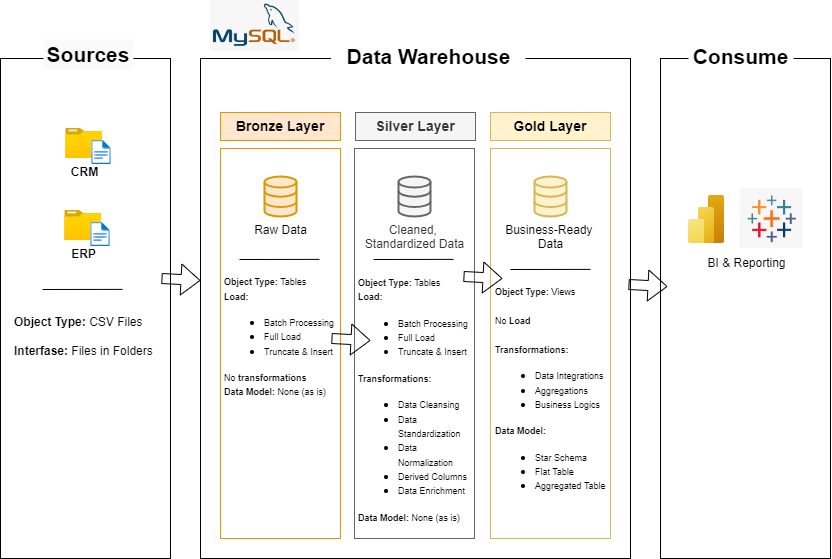 MySQL®
Sources
Data Warehouse
Consume
CRM
ERP
Object Type: CSV Files
Interfase: Files in Folders
Bronze Layer
Raw Data
Object Type: Tables
Load:
Batch Processing
Full Load
Truncate & Insert
No transformations
Data Model: None (as is)
Silver Layer
Cleaned,
Standardized Data
Object Type: Tables
Load:
Batch Processing
Full Load
Truncate & Insert
Transformations:
Data Cleansing
Data
Standardization
Data
Normalization
Derived Columns
Data Enrichment
Data Model: None (as is)
Gold Layer
Business-Ready
Data
Object Type: Views
No Load
Transformations:
Data Integrations
Aggregations
Business Logics
Data Model:
Star Schema
Flat Table
Aggregated Table
BI & Reporting